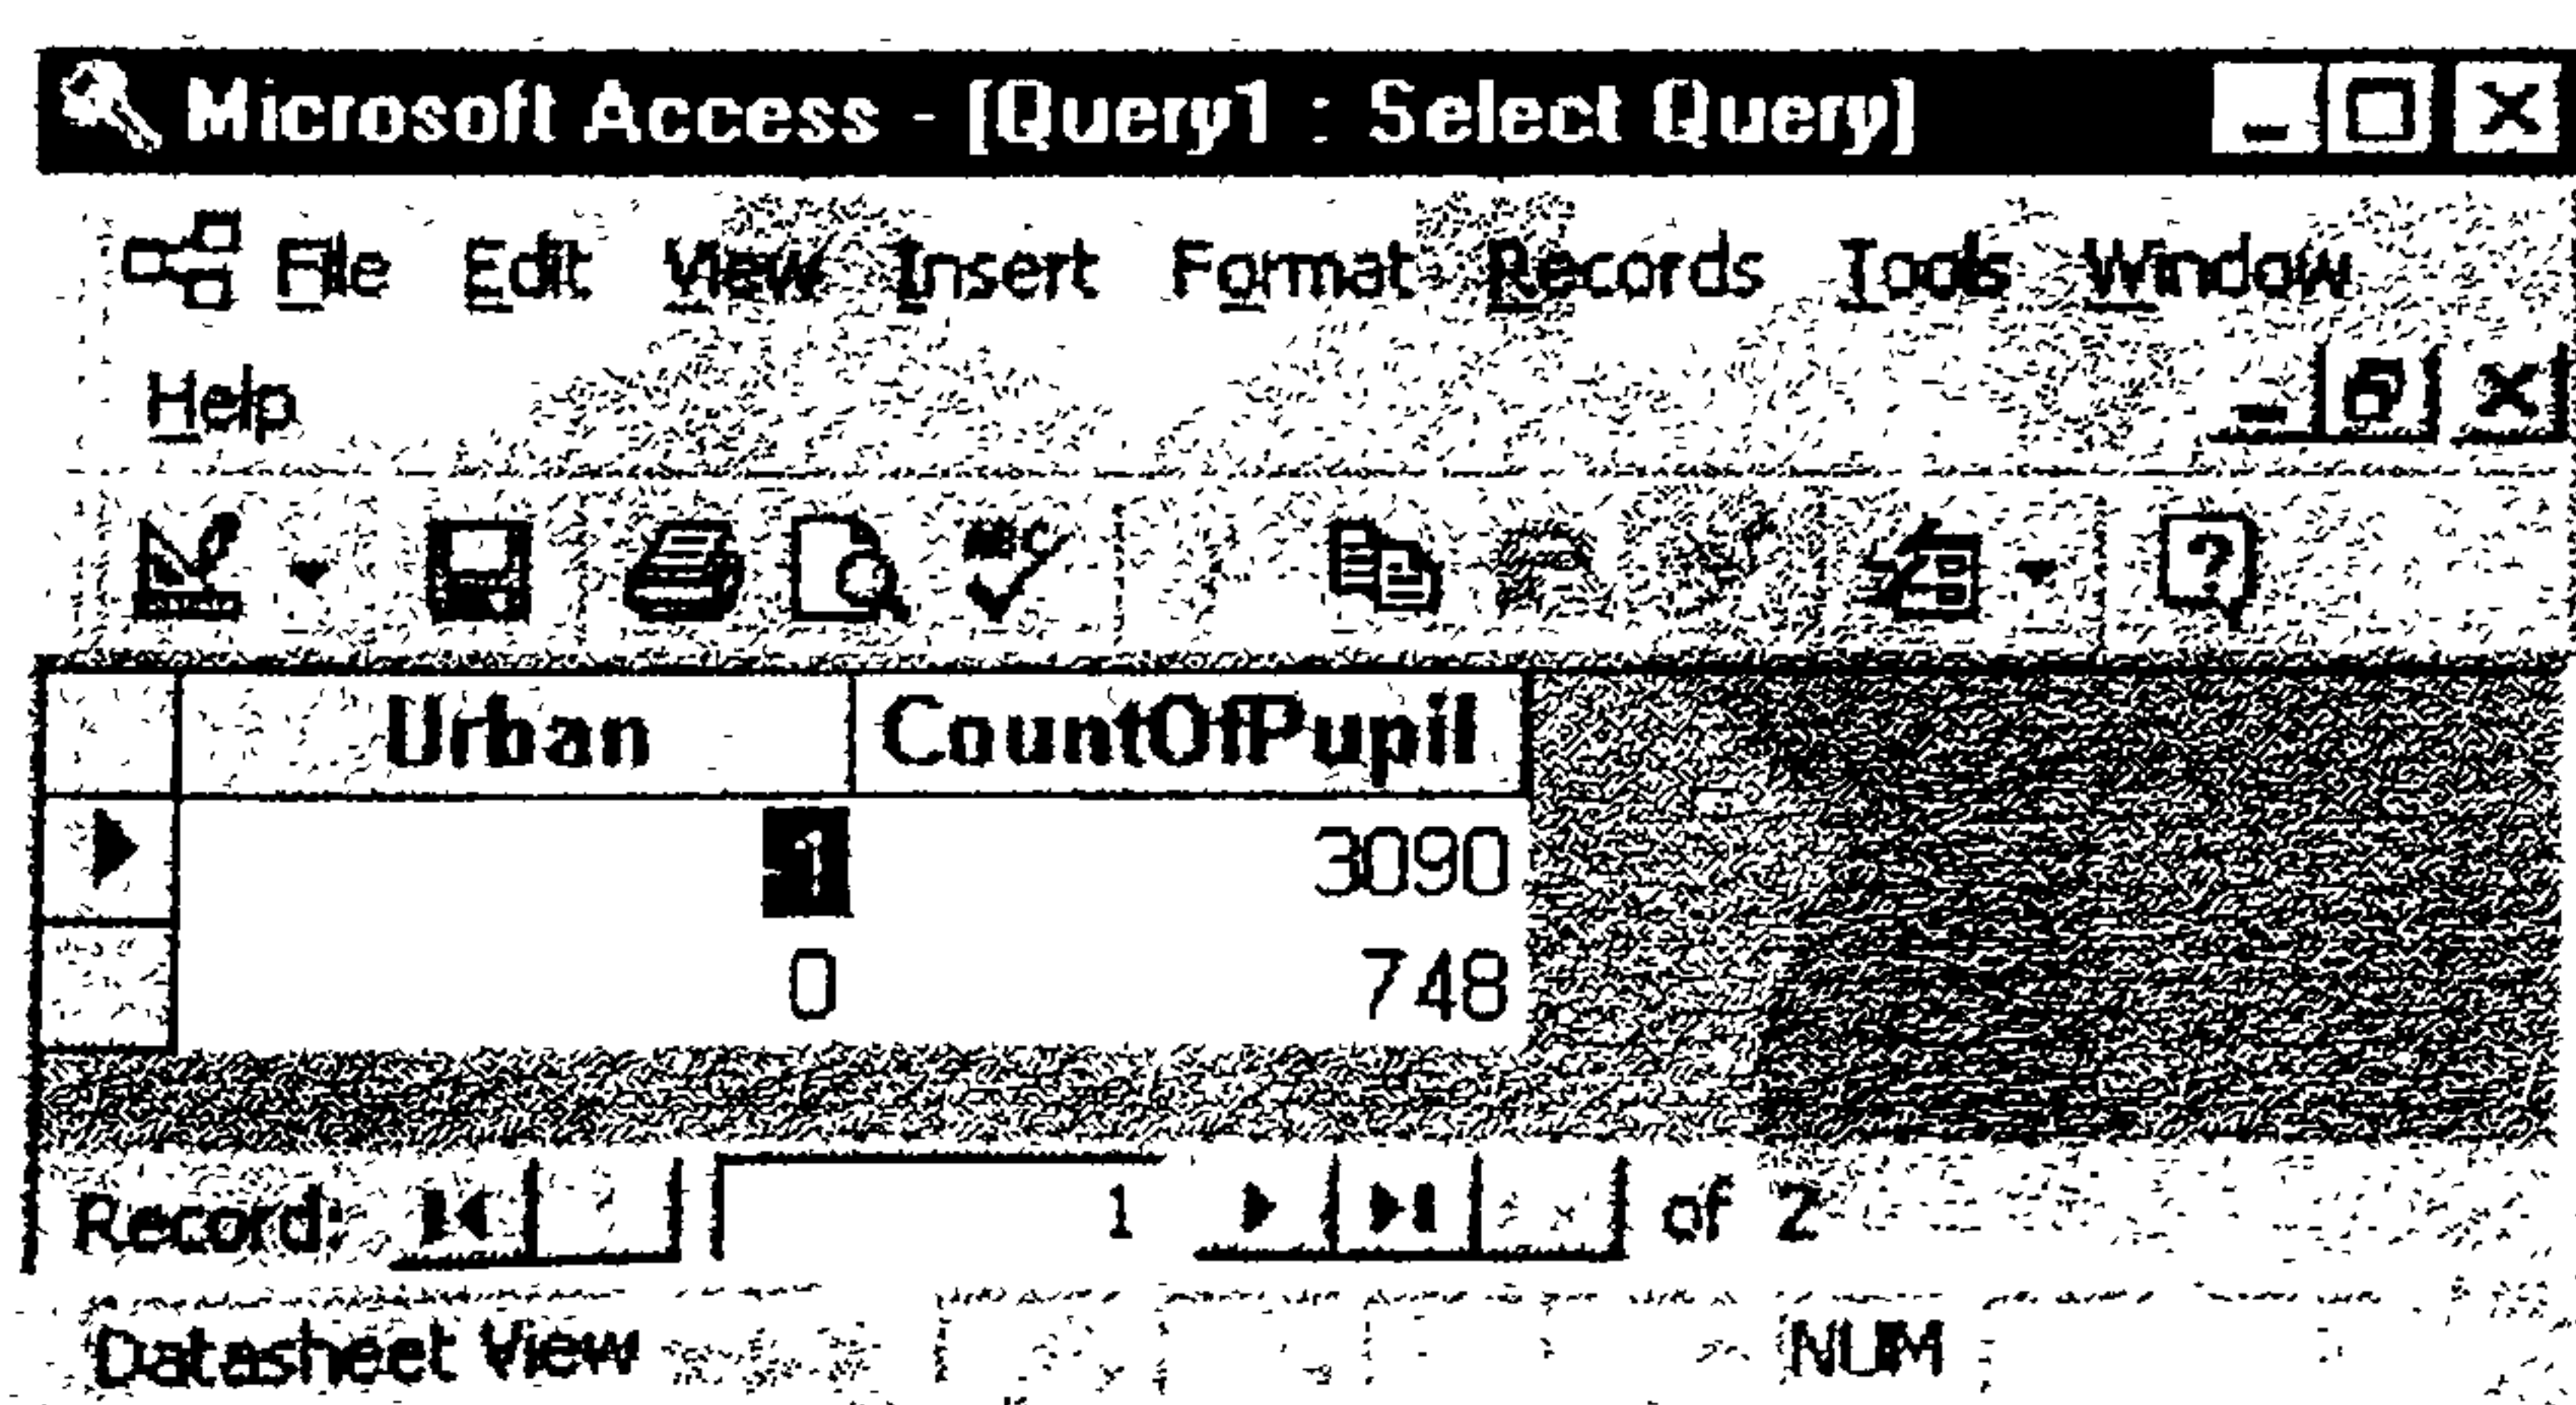 Microsoft Access - [Query1 : Select Query]
File Edit View Insert Format Records Tools Window
Help
ABC
Urban CountOfPupil
-1 3090
0 748
Record: 1 of 2
Datasheet View NUM